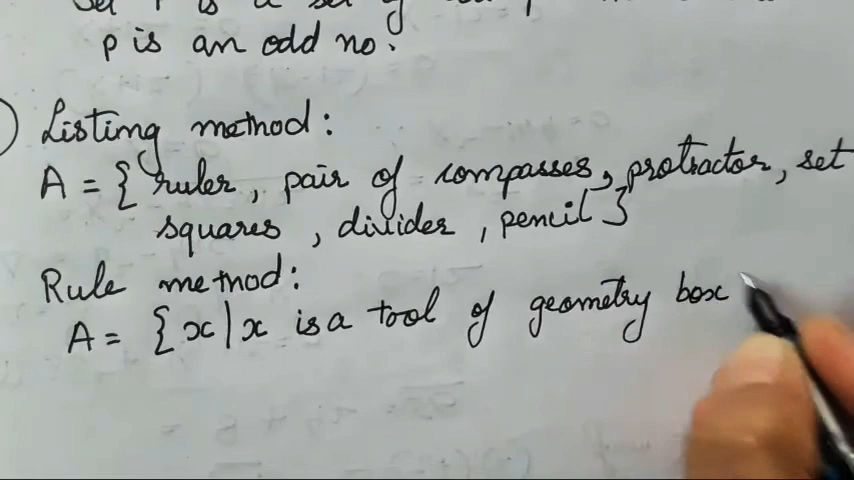 p is an odd no.
Listing method:
A = { ruler, pair of compasses, protractor, set
squares, divider, pencil }
Rule method:
A = { x | x is a tool of geometry box